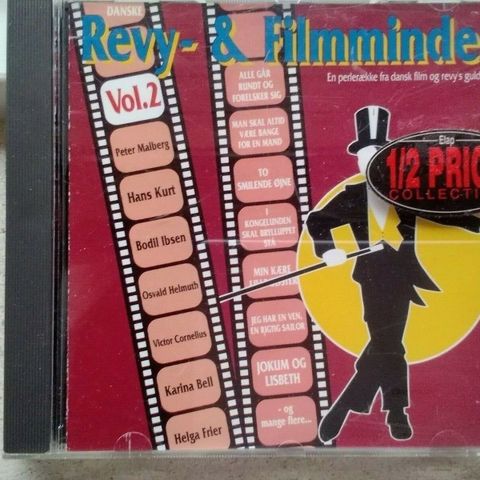 DANSKE
Revy- & Filmminde
En perlerække fra dansk film og revy's guld
Vol.2
Peter Malberg
Hans Kurt
Bodil Ibsen
Osvald Helmuth
Victor Cornelius
Karina Bell
Helga Frier
ALLE GÅR
RUNDT OG
FORELSKER SIG
MAN SKAL ALTID
VÆRE BANGE
FOR EN MAND
TO
SMILENDE ØJNE
I
KONGELUNDEN
SKAL BRYLLUPPET
STÅ
MIN KÆRE
JEG HAR EN VEN,
EN RIGTIG SAILOR
JOKUM OG
LISBETH
- og
mange flere...
Elap
1/2 PRIC
COLLECTI